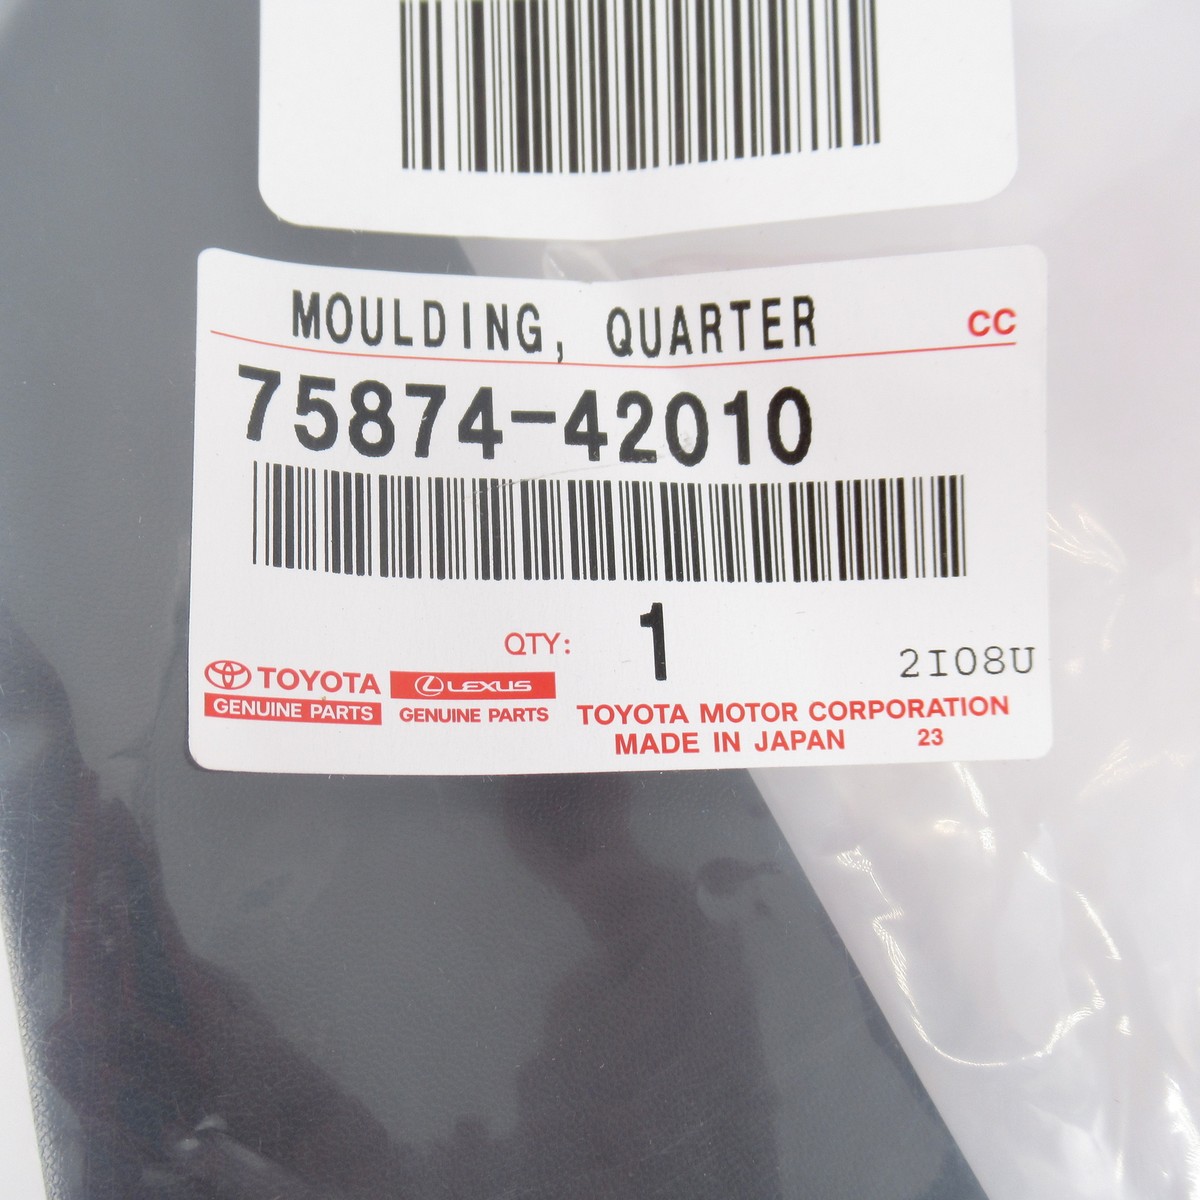 MOULDING, QUARTER CC
75874-42010
QTY: 1
2I08U
TOYOTA LEXUS
GENUINE PARTS GENUINE PARTS
TOYOTA MOTOR CORPORATION
MADE IN JAPAN 23